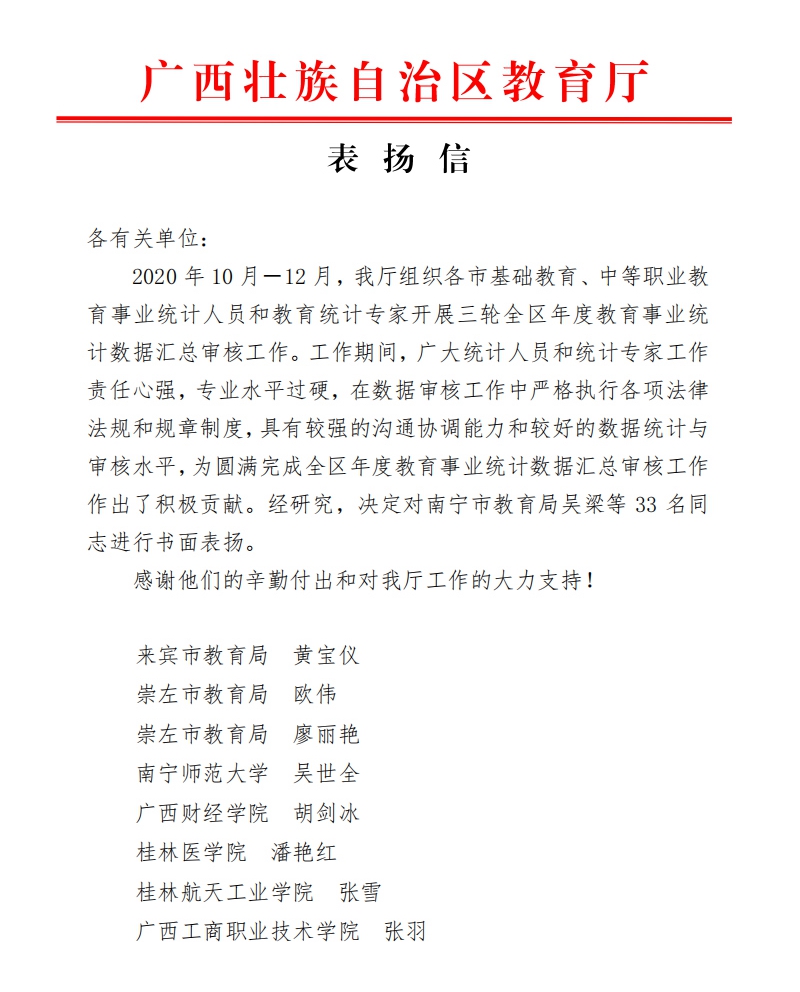 广西壮族自治区教育厅
表扬信
各有关单位：
2020 年 10 月－12 月，我厅组织各市基础教育、中等职业教
育事业统计人员和教育统计专家开展三轮全区年度教育事业统
计数据汇总审核工作。工作期间，广大统计人员和统计专家工作
责任心强，专业水平过硬，在数据审核工作中严格执行各项法律
法规和规章制度，具有较强的沟通协调能力和较好的数据统计与
审核水平，为圆满完成全区年度教育事业统计数据汇总审核工作
作出了积极贡献。经研究，决定对南宁市教育局吴梁等 33 名同
志进行书面表扬。
感谢他们的辛勤付出和对我厅工作的大力支持！
来宾市教育局　黄宝仪
崇左市教育局　欧伟
崇左市教育局　廖丽艳
南宁师范大学　吴世全
广西财经学院　胡剑冰
桂林医学院　潘艳红
桂林航天工业学院　张雪
广西工商职业技术学院　张羽